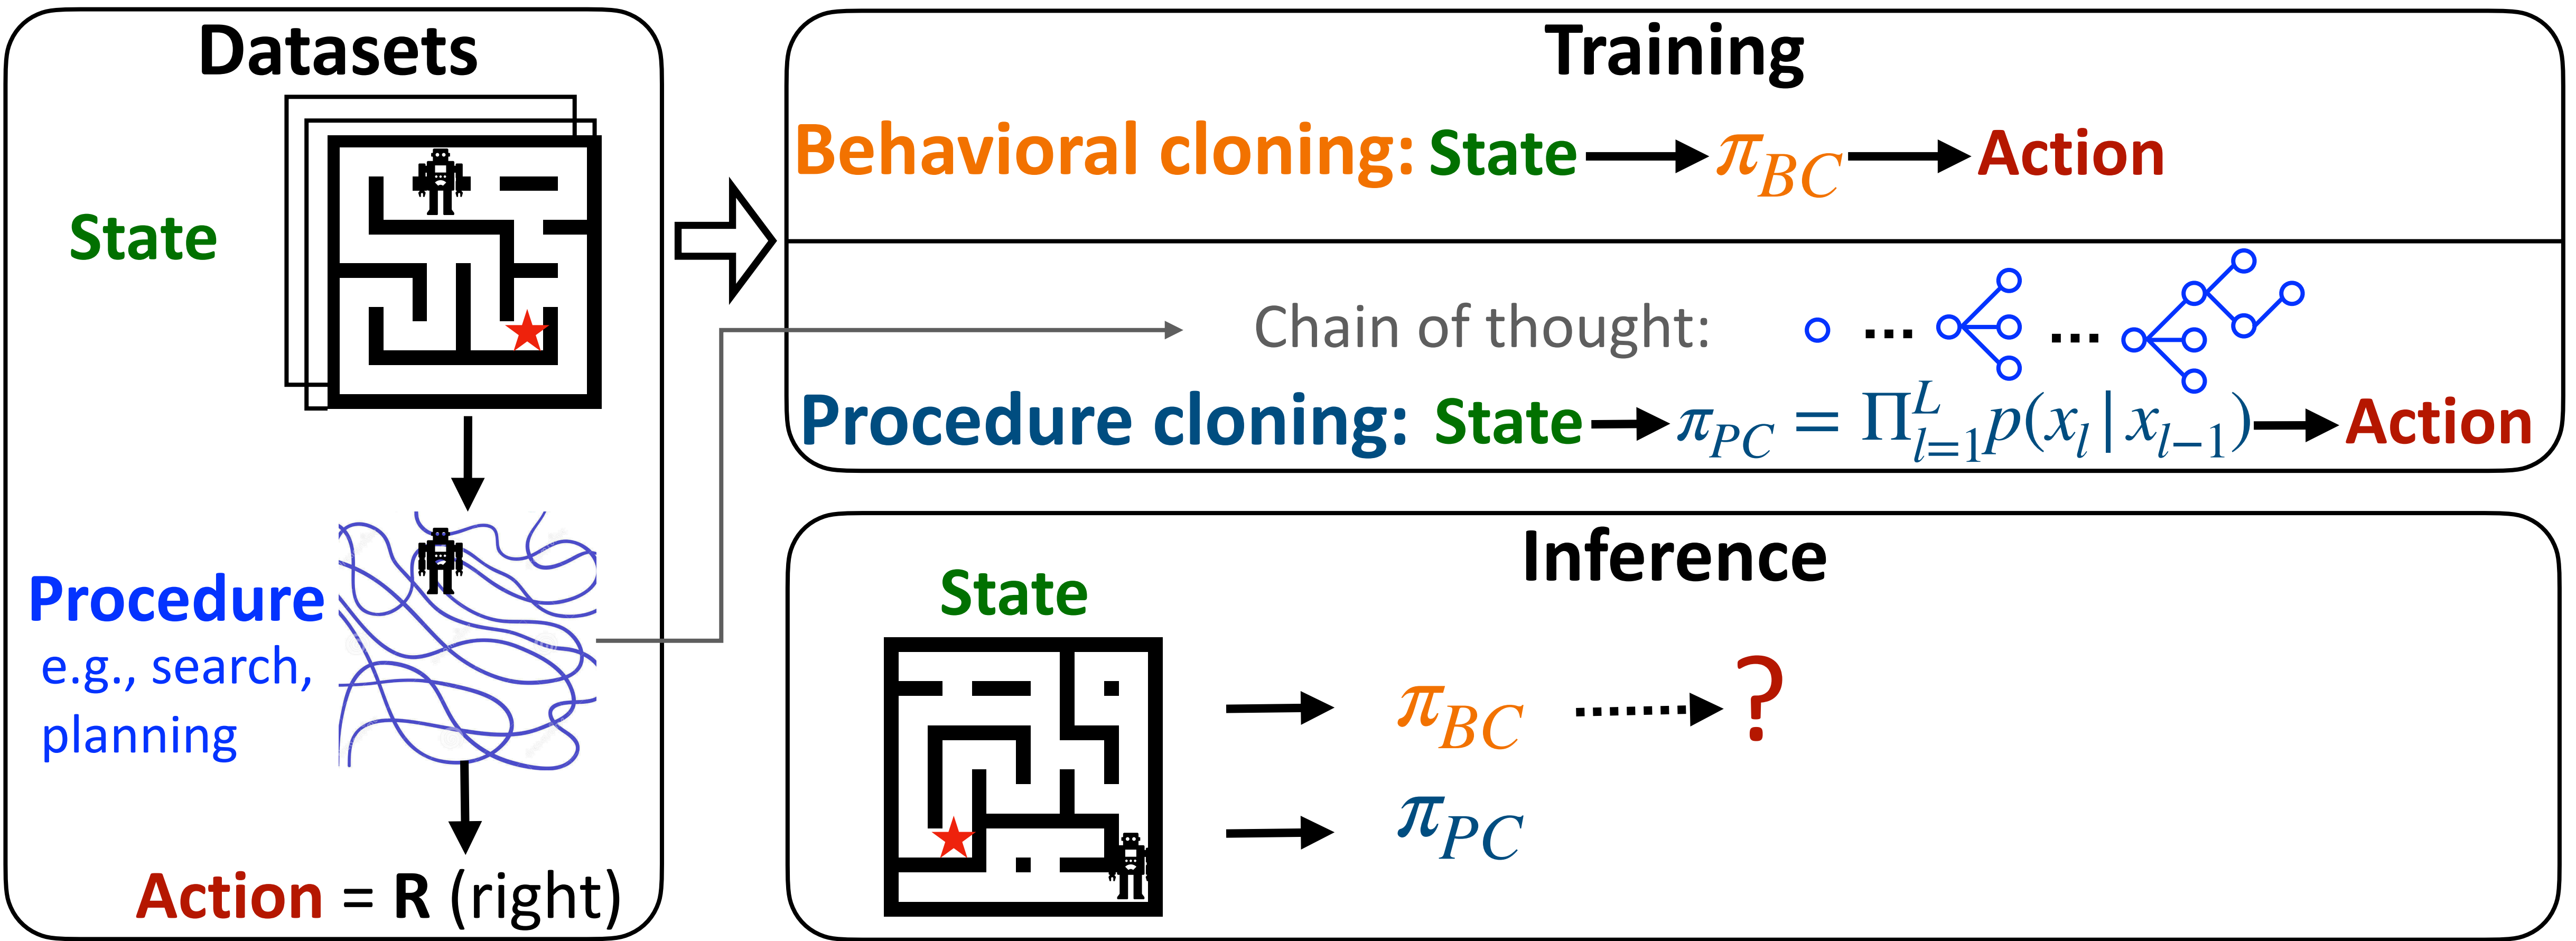 Datasets
State
Procedure
e.g., search,
planning
Action = R (right)
Training
Behavioral cloning: State π_BC Action
Chain of thought: ... ...
Procedure cloning: State π_PC = Π_{l=1}^{L} p(x_l | x_{l−1}) Action
Inference
State
π_BC ?
π_PC